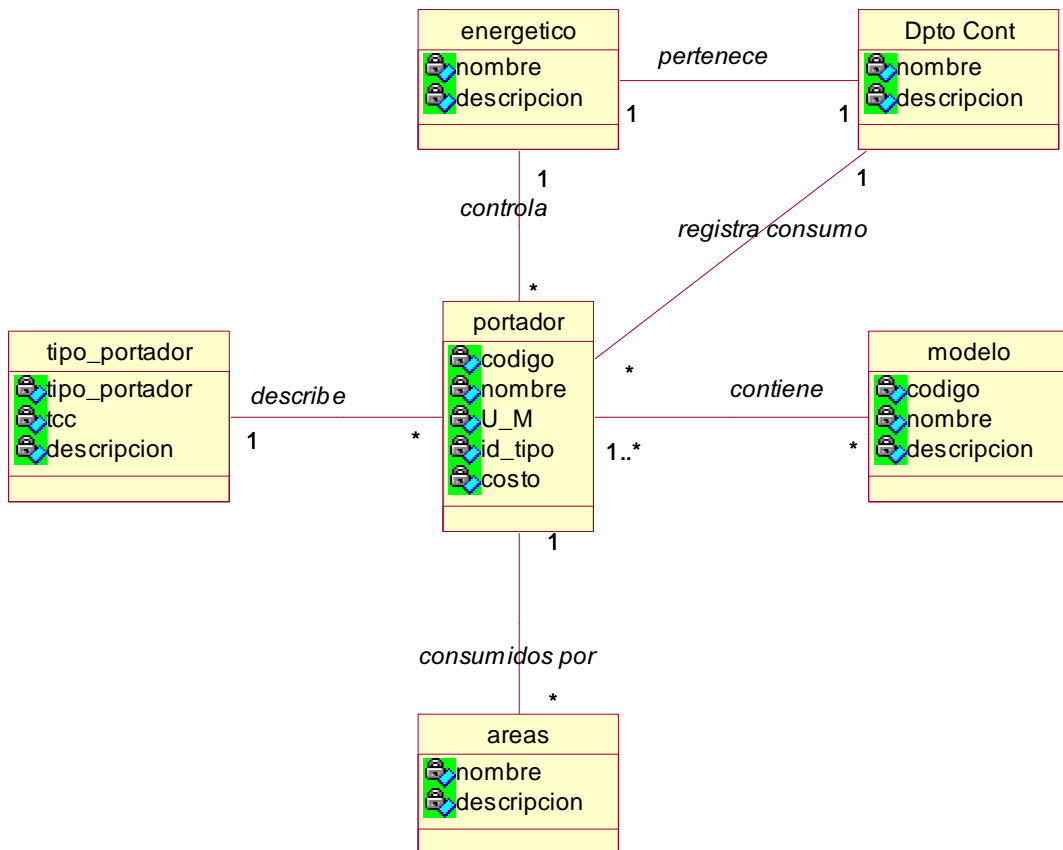 energetico
nombre
descripcion
pertenece
1
1
Dpto Cont
nombre
descripcion
1
controla
*
1
registra consumo
*
tipo_portador
tipo_portador
tcc
descripcion
describe
1
*
portador
codigo
nombre
U_M
id_tipo
costo
contiene
1..*
*
modelo
codigo
nombre
descripcion
1
consumidos por
*
areas
nombre
descripcion